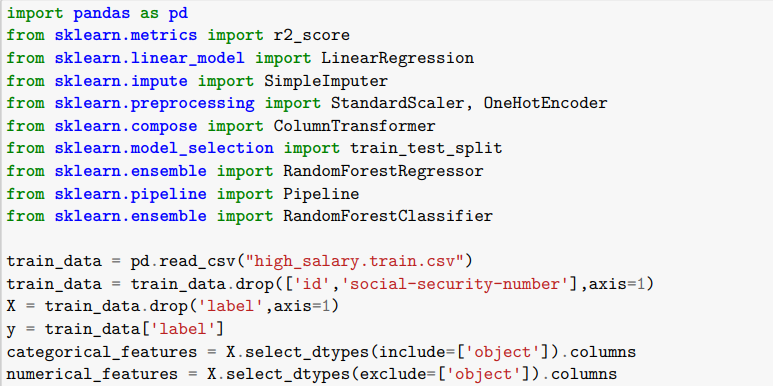 import pandas as pd
from sklearn.metrics import r2_score
from sklearn.linear_model import LinearRegression
from sklearn.impute import SimpleImputer
from sklearn.preprocessing import StandardScaler, OneHotEncoder
from sklearn.compose import ColumnTransformer
from sklearn.model_selection import train_test_split
from sklearn.ensemble import RandomForestRegressor
from sklearn.pipeline import Pipeline
from sklearn.ensemble import RandomForestClassifier
train_data = pd.read_csv("high_salary.train.csv")
train_data = train_data.drop(['id','social-security-number'],axis=1)
X = train_data.drop('label',axis=1)
y = train_data['label']
categorical_features = X.select_dtypes(include=['object']).columns
numerical_features = X.select_dtypes(exclude=['object']).columns